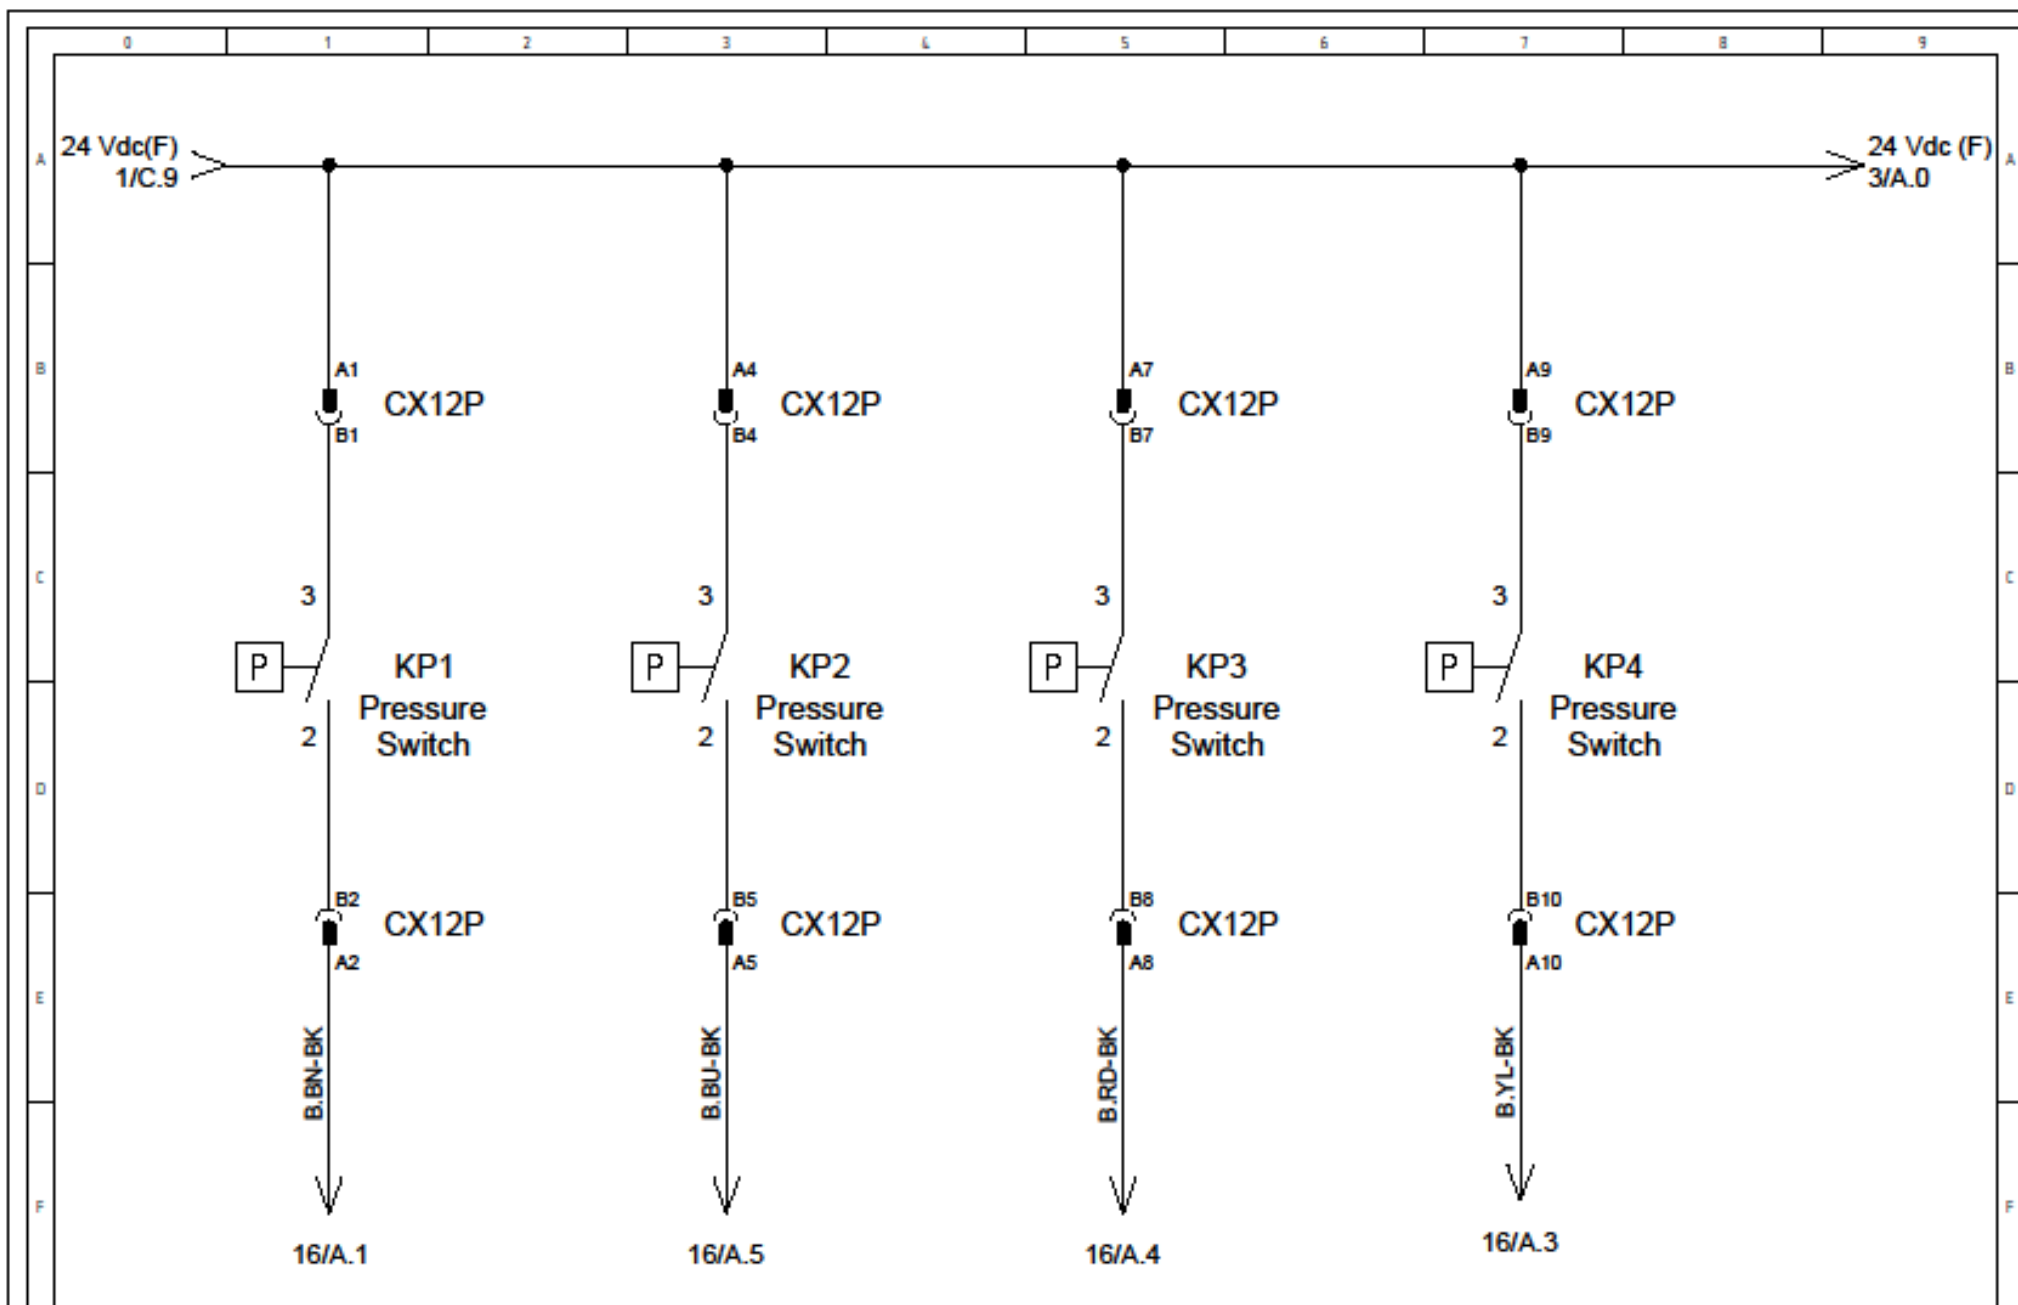 0 1 2 3 4 5 6 7 8 9
24 Vdc(F) 24 Vdc (F)
A A
1/C.9 3/A.0
A1 A4 A7 A9
B B
CX12P CX12P CX12P CX12P
B1 B4 B7 B9
C C
3 3 3 3
P KP1 P KP2 P KP3 P KP4
Pressure Pressure Pressure Pressure
2 Switch 2 Switch 2 Switch 2 Switch
D D
B2 B5 B8 B10
CX12P CX12P CX12P CX12P
A2 A5 A8 A10
E E
B.BN-BK B.BU-BK B.RD-BK B.YL-BK
F F
16/A.1 16/A.5 16/A.4 16/A.3